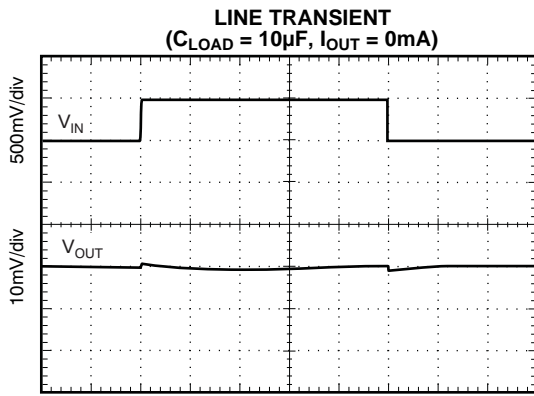 LINE TRANSIENT
(CLOAD = 10µF, IOUT = 0mA)
500mV/div
VIN
10mV/div
VOUT